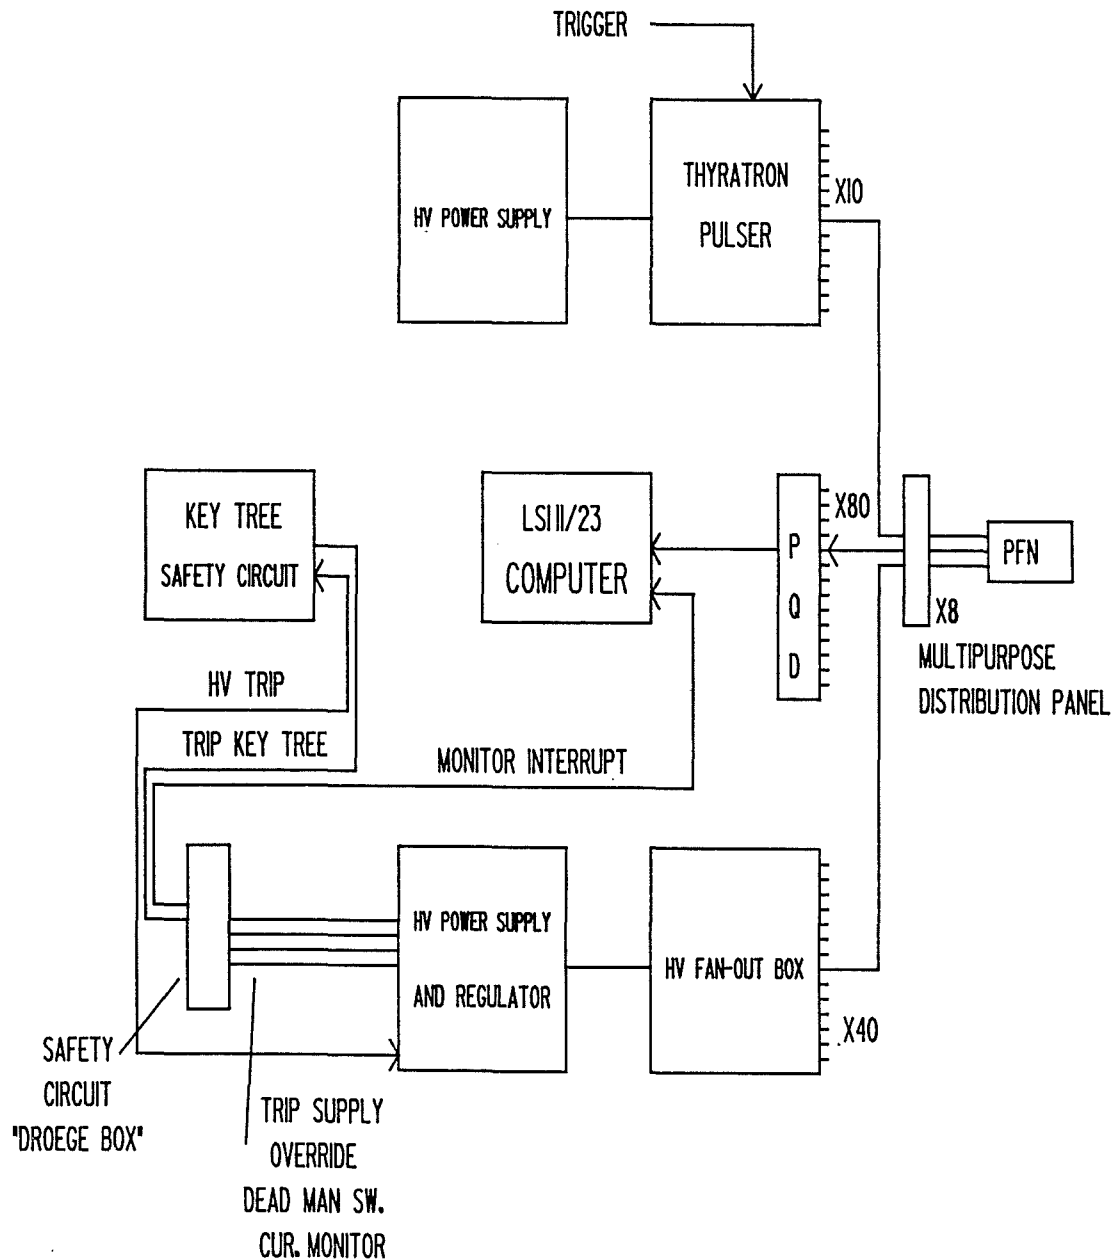 TRIGGER
HV POWER SUPPLY
THYRATRON
PULSER
X10
KEY TREE
SAFETY CIRCUIT
LSI11/23
COMPUTER
P
Q
D
X80
PFN
X8
MULTIPURPOSE
DISTRIBUTION PANEL
HV TRIP
TRIP KEY TREE
MONITOR INTERRUPT
HV POWER SUPPLY
AND REGULATOR
HV FAN-OUT BOX
X40
SAFETY
CIRCUIT
"DROEGE BOX"
TRIP SUPPLY
OVERRIDE
DEAD MAN SW.
CUR. MONITOR